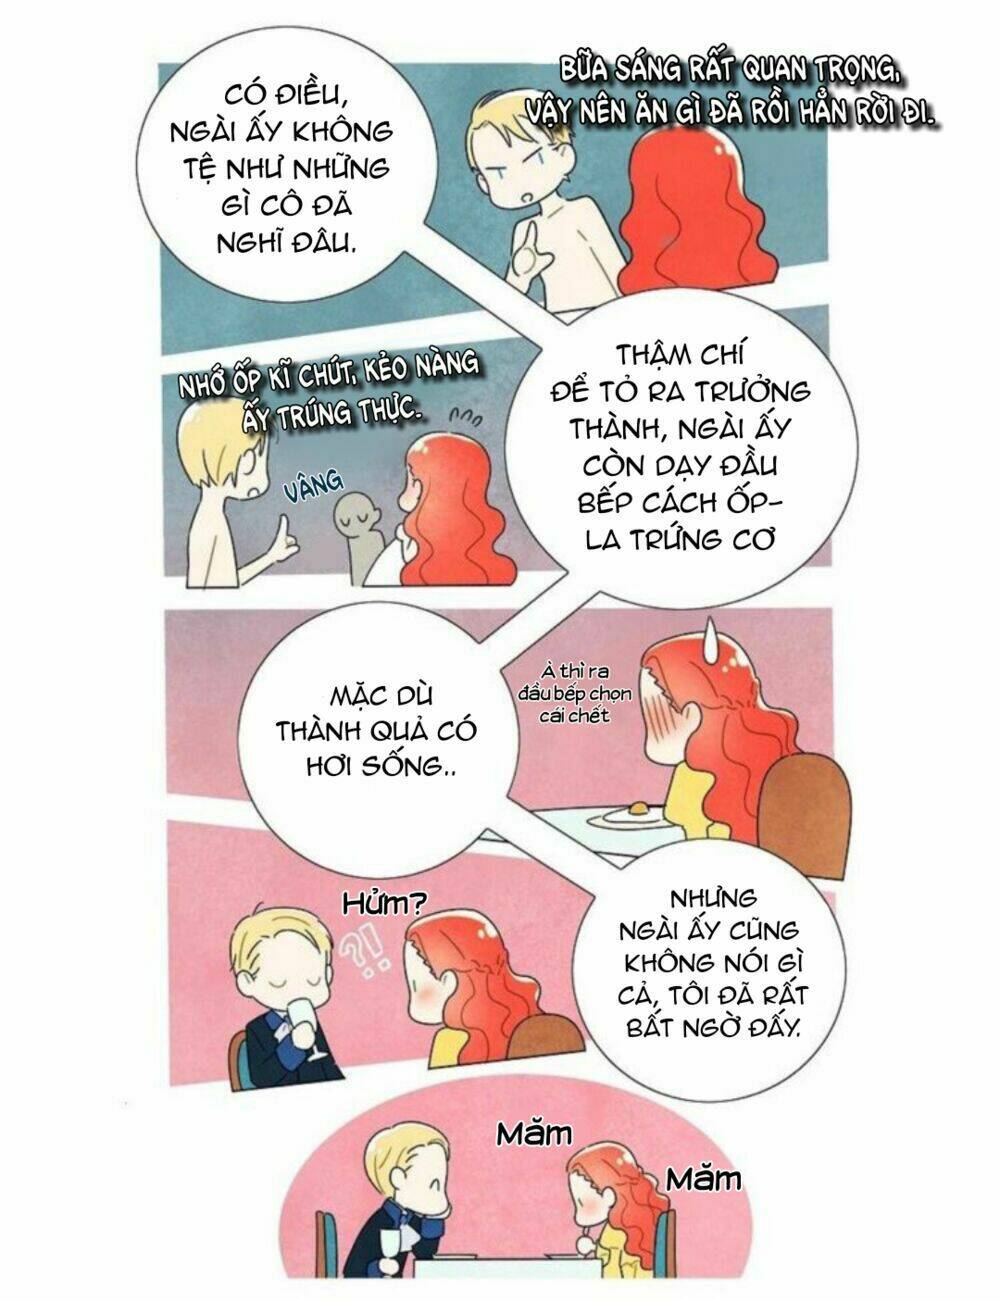 CÓ ĐIỀU,
NGÀI ẤY KHÔNG
TỆ NHƯ NHỮNG
GÌ CÔ ĐÃ
NGHĨ ĐÂU.
BỮA SÁNG RẤT QUAN TRỌNG,
VẬY NÊN ĂN GÌ ĐÃ RỒI HẲN RỜI ĐI.
THẬM CHÍ
ĐỂ TỎ RA TRƯỞNG
THÀNH, NGÀI ẤY
CÒN DẠY ĐẦU
BẾP CÁCH ỐP-
LA TRỨNG CƠ
NHỚ ỐP KĨ CHÚT, KẺO NÀNG
ẤY TRÚNG THỰC.
VÂNG
MẶC DÙ
THÀNH QUẢ CÓ
HƠI SỐNG..
À thì ra
đầu bếp chọn
cái chết
Hửm?
?!
NHƯNG
NGÀI ẤY CŨNG
KHÔNG NÓI GÌ
CẢ, TÔI ĐÃ RẤT
BẤT NGỜ ĐẤY.
Măm
Măm